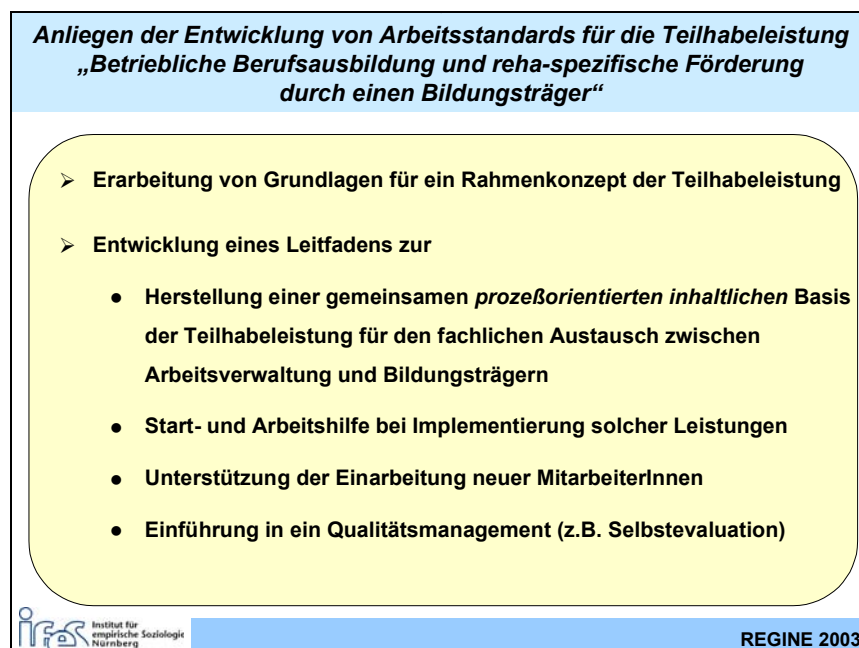 Anliegen der Entwicklung von Arbeitsstandards für die Teilhabeleistung
„Betriebliche Berufsausbildung und reha-spezifische Förderung
durch einen Bildungsträger“
➢ Erarbeitung von Grundlagen für ein Rahmenkonzept der Teilhabeleistung
➢ Entwicklung eines Leitfadens zur
● Herstellung einer gemeinsamen prozeßorientierten inhaltlichen Basis
der Teilhabeleistung für den fachlichen Austausch zwischen
Arbeitsverwaltung und Bildungsträgern
● Start- und Arbeitshilfe bei Implementierung solcher Leistungen
● Unterstützung der Einarbeitung neuer MitarbeiterInnen
● Einführung in ein Qualitätsmanagement (z.B. Selbstevaluation)
ifes Institut für
empirische Soziologie
Nürnberg
REGINE 2003